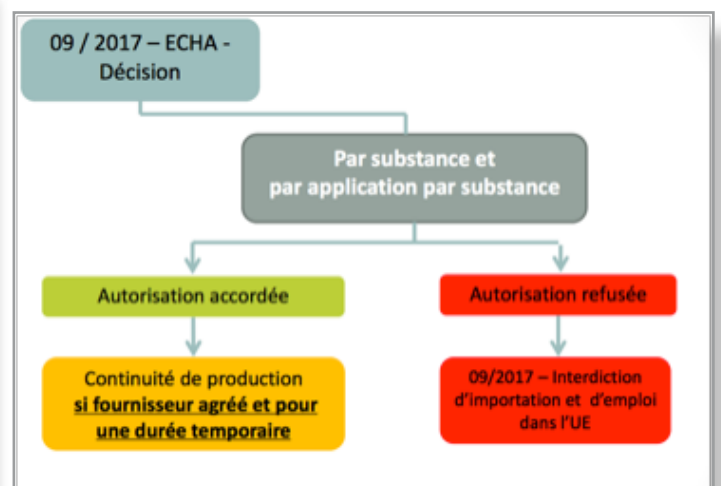 09 / 2017 – ECHA -
Décision
Par substance et
par application par substance
Autorisation accordée
Autorisation refusée
Continuité de production
si fournisseur agréé et pour
une durée temporaire
09/2017 – Interdiction
d'importation et d'emploi
dans l'UE